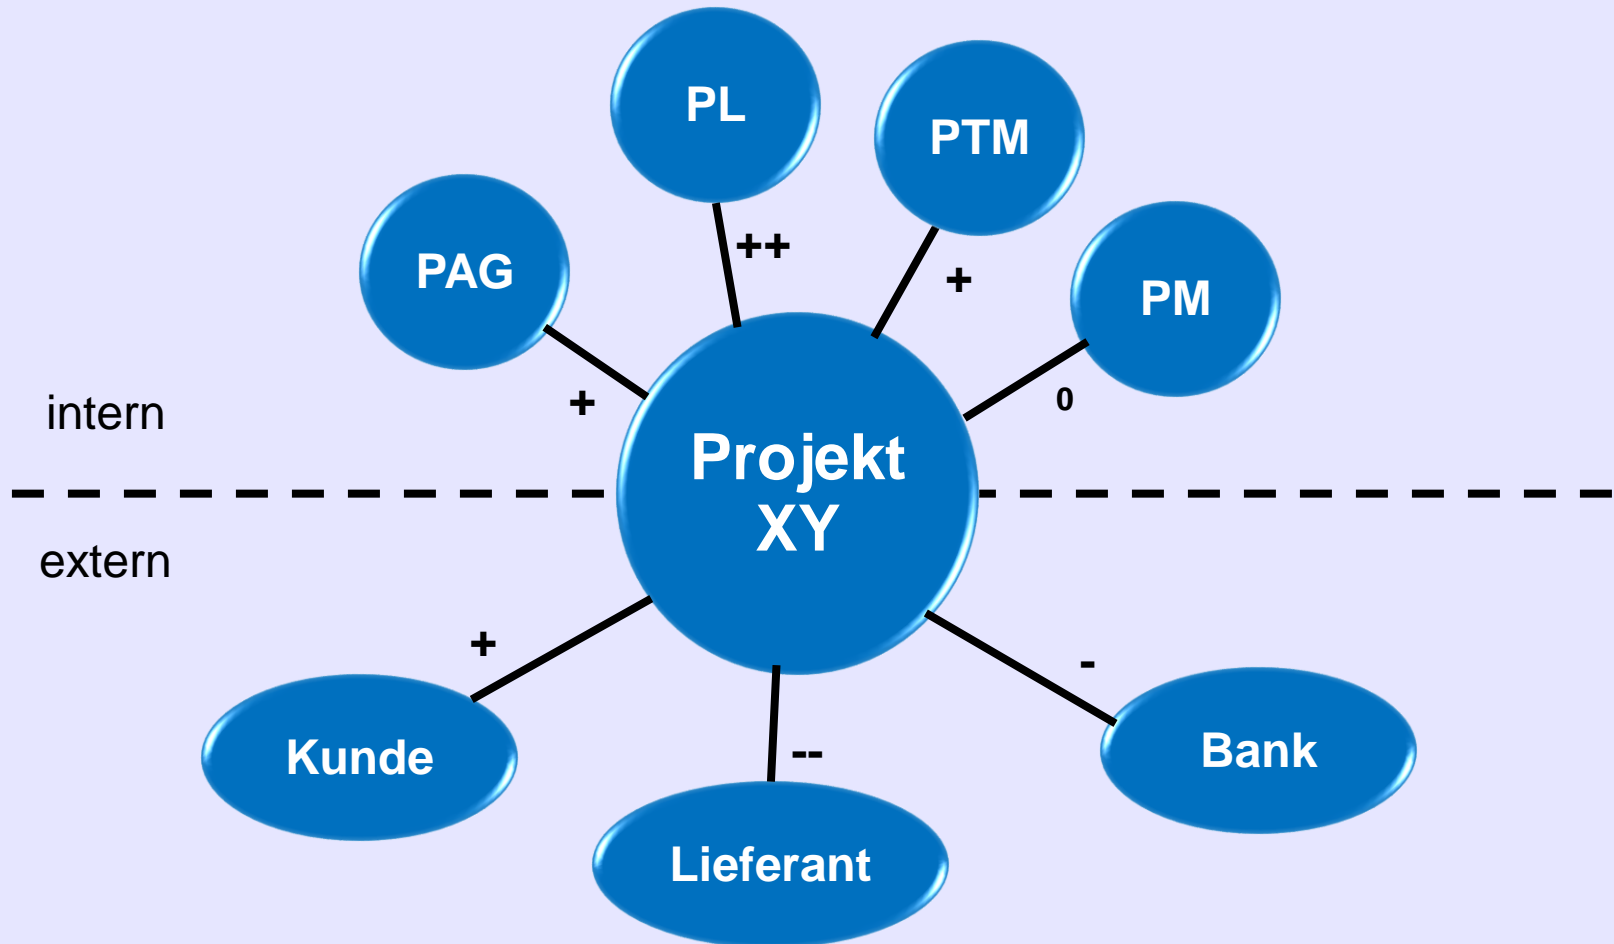 PL
PTM
++
PAG
+
PM
+
0
intern
Projekt
XY
extern
+
-
Kunde
--
Bank
Lieferant